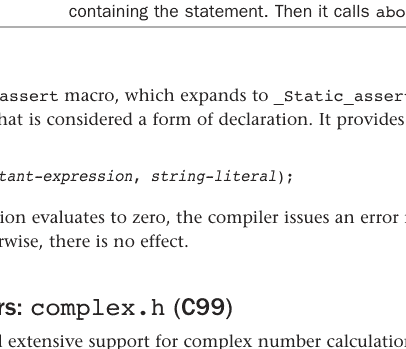 containing the statement. Then it calls abo
assert macro, which expands to _Static_assert
hat is considered a form of declaration. It provides
tant-expression, string-literal);
ion evaluates to zero, the compiler issues an error
rwise, there is no effect.
rs: complex.h (C99)
extensive support for complex number calculation